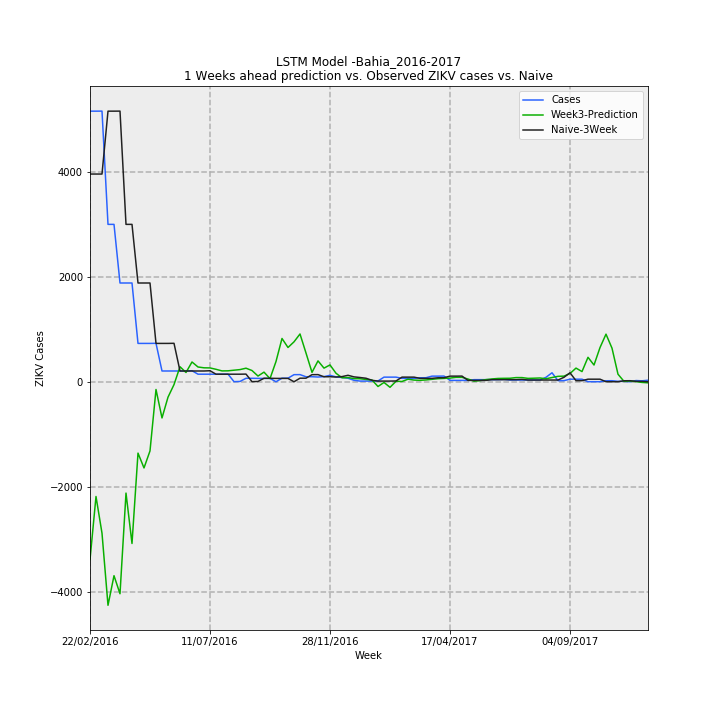 LSTM Model -Bahia_2016-2017
1 Weeks ahead prediction vs. Observed ZIKV cases vs. Naive
Cases
Week3-Prediction
Naive-3Week
ZIKV Cases
4000
2000
0
−2000
−4000
22/02/2016
11/07/2016
28/11/2016
17/04/2017
04/09/2017
Week